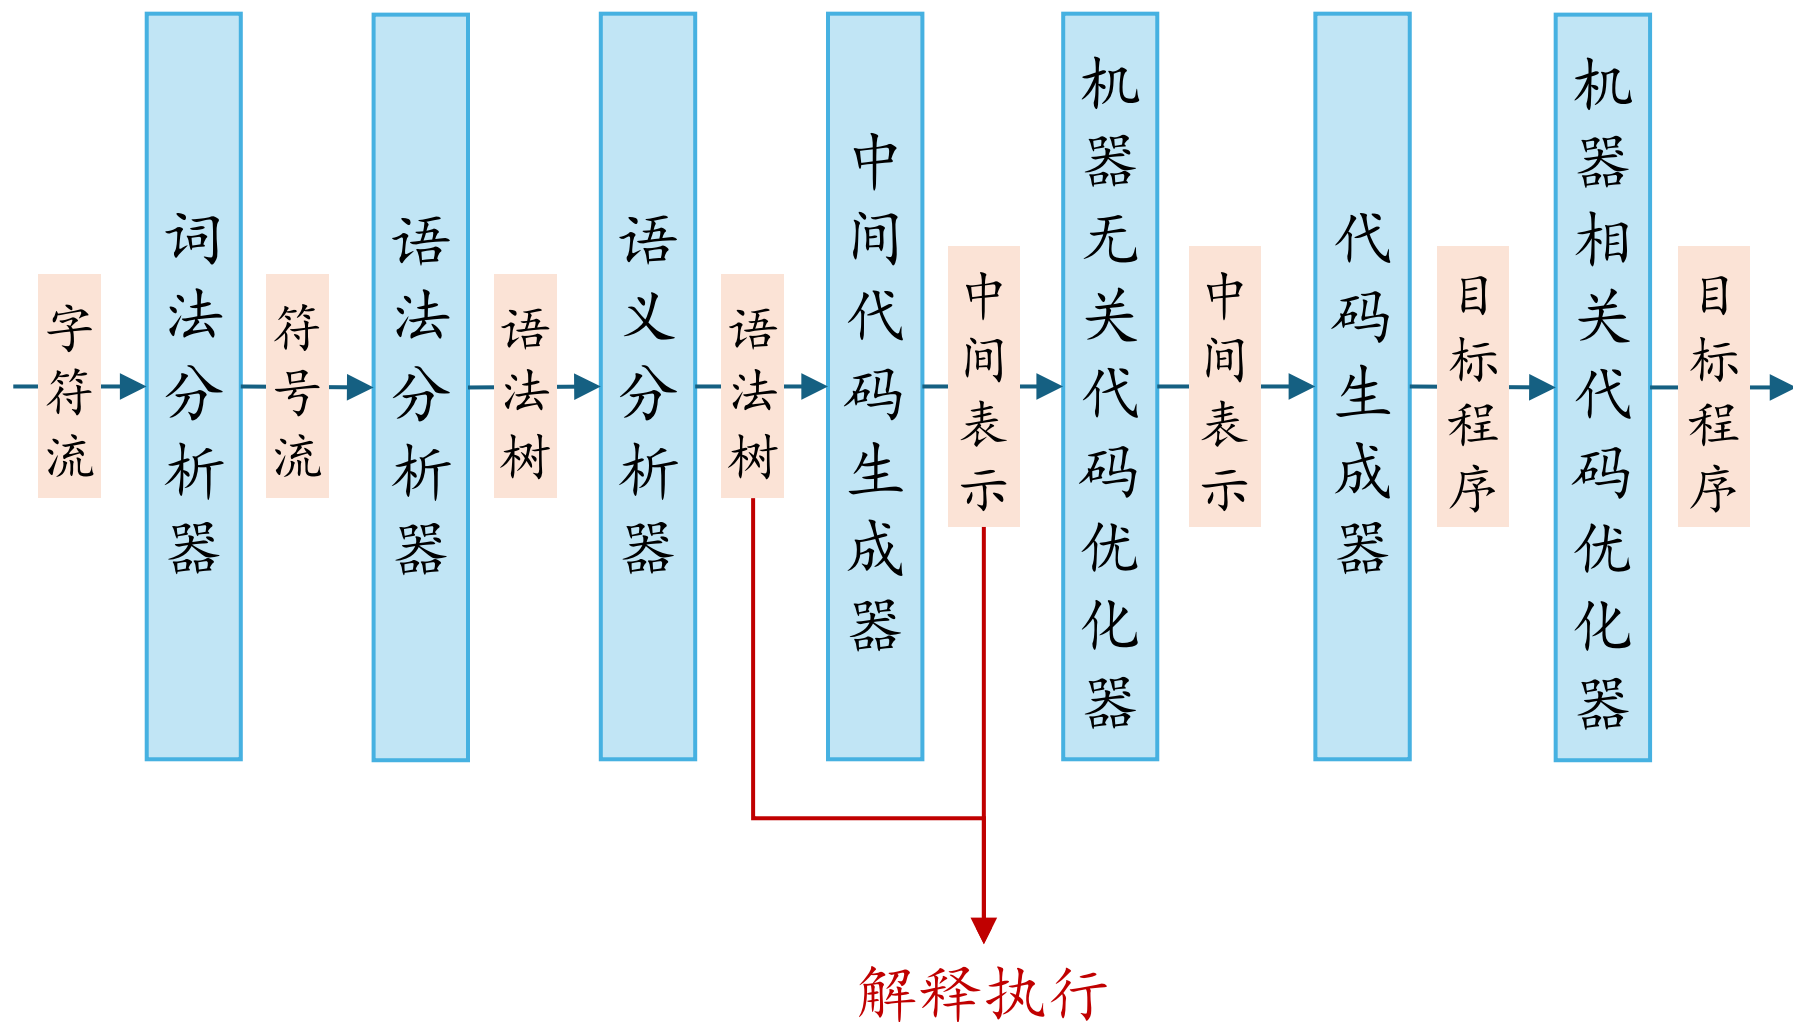 字符流
词法分析器
符号流
语法分析器
语法树
语义分析器
语法树
中间代码生成器
中间表示
机器无关代码优化器
中间表示
代码生成器
目标程序
机器相关代码优化器
目标程序
解释执行